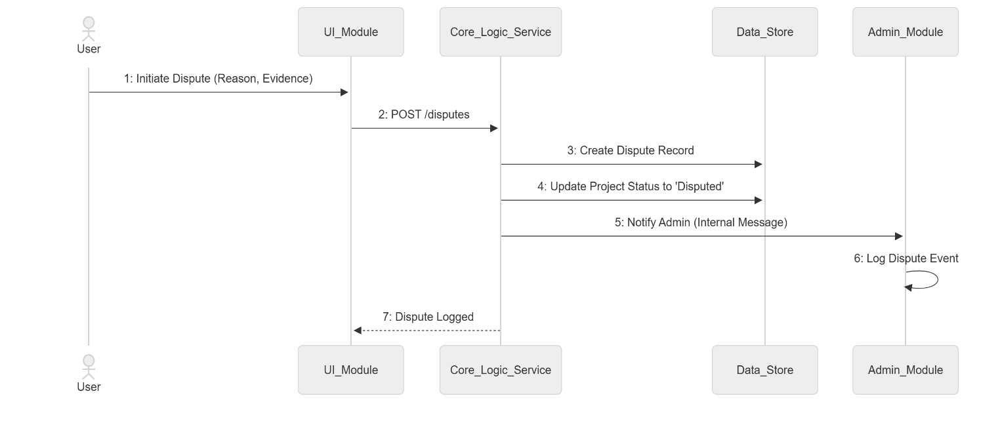 User
UI_Module
Core_Logic_Service
Data_Store
Admin_Module
1: Initiate Dispute (Reason, Evidence)
2: POST /disputes
3: Create Dispute Record
4: Update Project Status to 'Disputed'
5: Notify Admin (Internal Message)
6: Log Dispute Event
7: Dispute Logged
User
UI_Module
Core_Logic_Service
Data_Store
Admin_Module